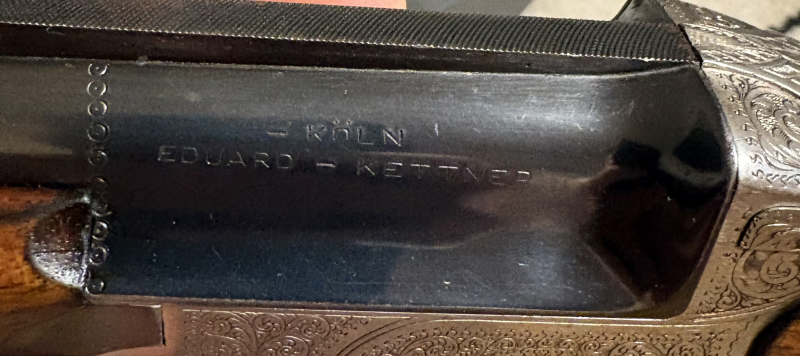 – KÖLN
EDUARD – KETTNER